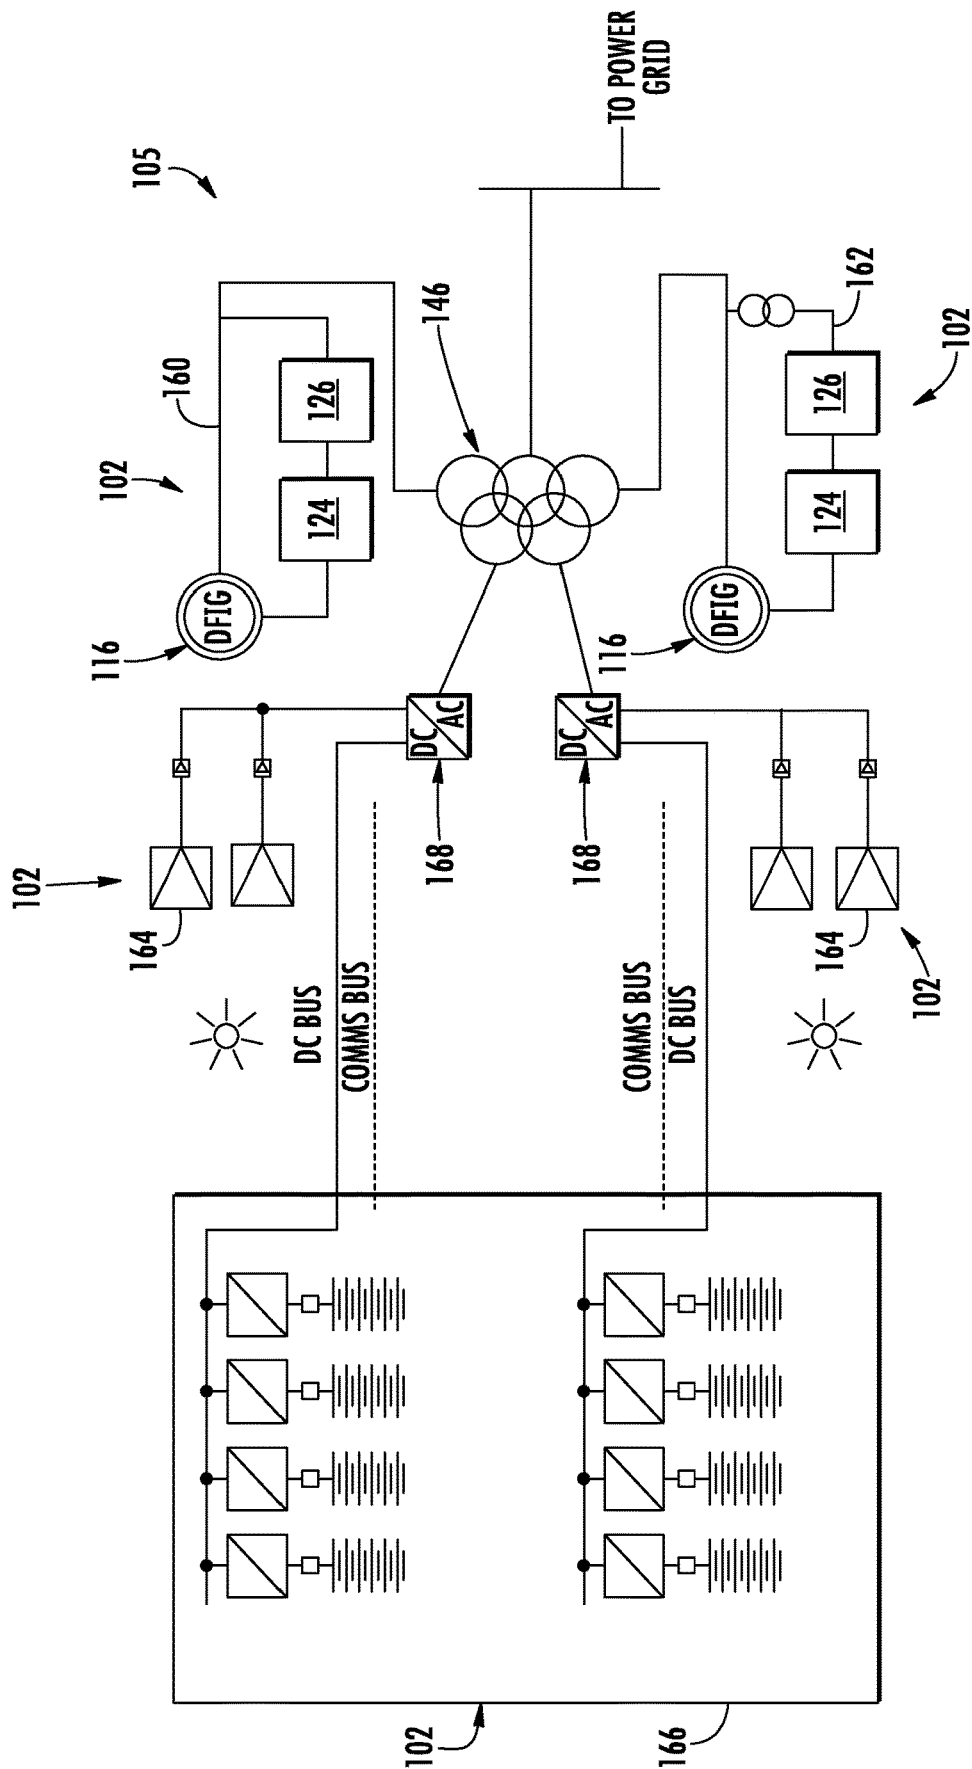 102
116
102
164
105
160
DFIG
DC BUS
124
126
COMMS BUS
102
DC
AC
168
146
DC
AC
168
116
TO POWER
GRID
COMMS BUS
166
DC BUS
DFIG
164
124
126
162
102
102